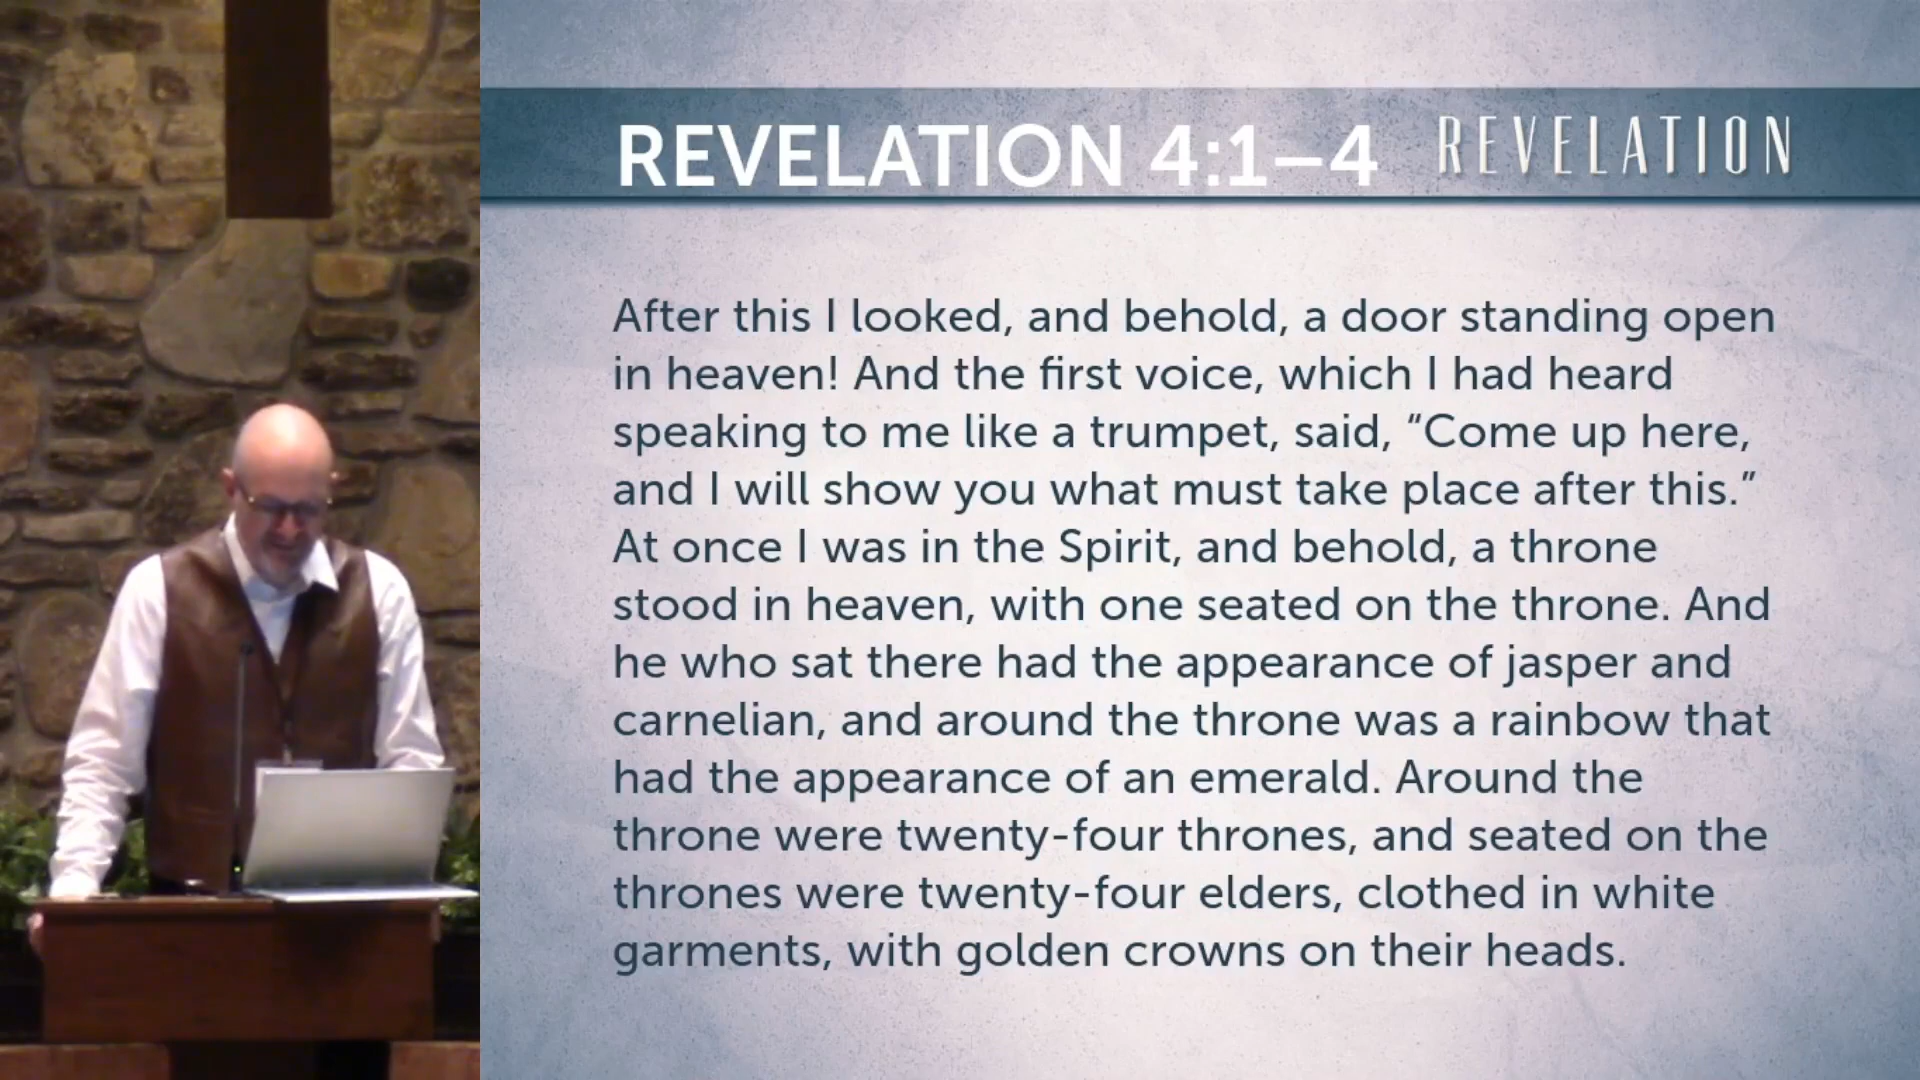 REVELATION 4:1–4
REVELATION
After this I looked, and behold, a door standing open
in heaven! And the first voice, which I had heard
speaking to me like a trumpet, said, “Come up here,
and I will show you what must take place after this.”
At once I was in the Spirit, and behold, a throne
stood in heaven, with one seated on the throne. And
he who sat there had the appearance of jasper and
carnelian, and around the throne was a rainbow that
had the appearance of an emerald. Around the
throne were twenty-four thrones, and seated on the
thrones were twenty-four elders, clothed in white
garments, with golden crowns on their heads.